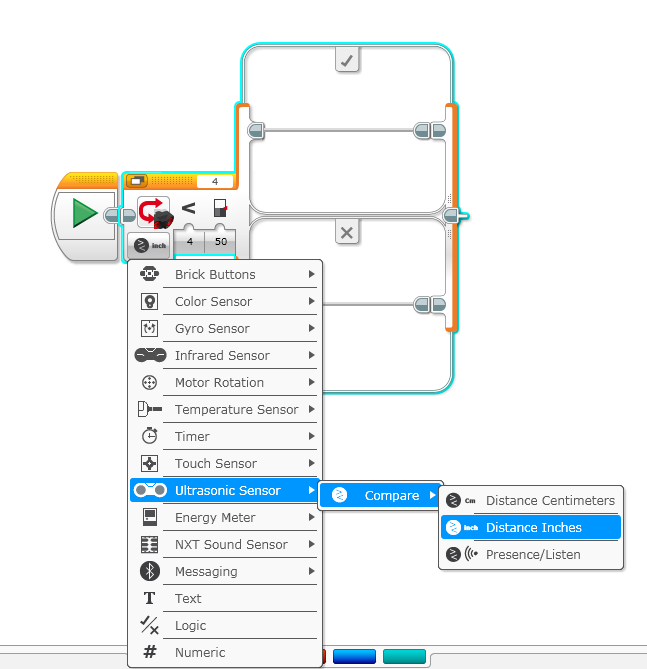 4
<
inch
4
50
Brick Buttons
Color Sensor
Gyro Sensor
Infrared Sensor
Motor Rotation
Temperature Sensor
Timer
Touch Sensor
Ultrasonic Sensor
Compare
Cm Distance Centimeters
inch Distance Inches
Presence/Listen
Energy Meter
NXT Sound Sensor
Messaging
T Text
Logic
# Numeric